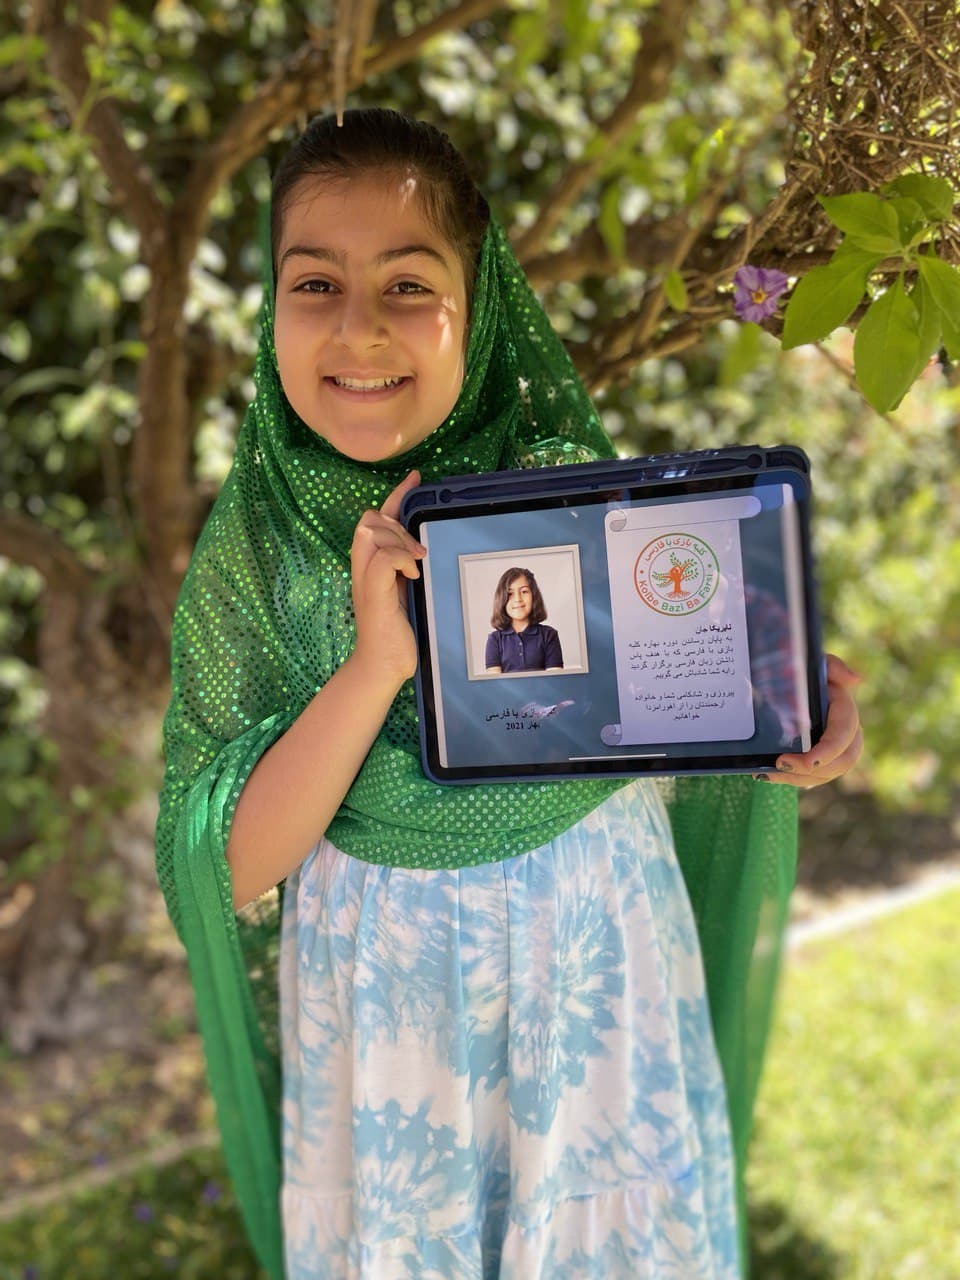 کلبه بازی با فارسی
Kolbe Bazi Ba Farsi
جان
به پایان رساندن دوره بهاره کلبه
بازی با فارسی که با هدف پاس
داشتن زبان فارسی برگزار گردید
رابه شما شادباش می گوییم.
پیروزی و شادکامی شما و خانواده
ارجمندتان را از اهورامزدا
خواهانیم.
بازی با فارسی
بهار 2021